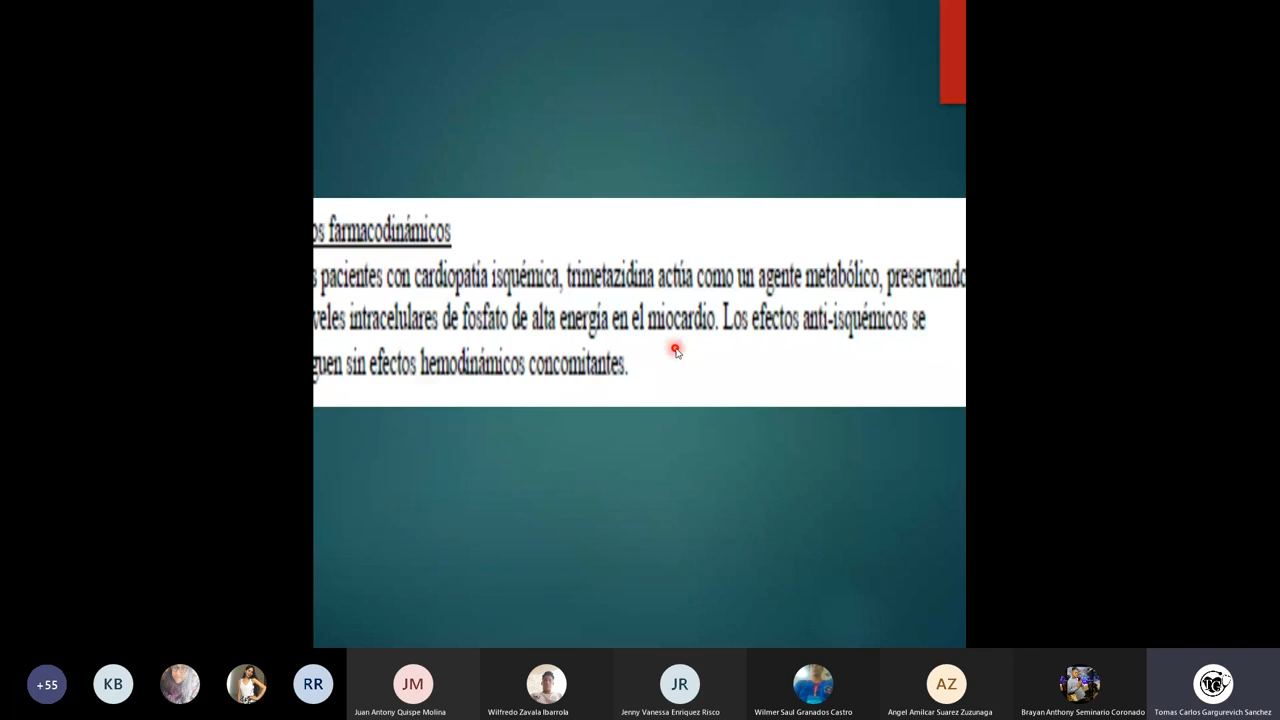 os farmacodinámicos
s pacientes con cardiopatía isquémica, trimetazidina actúa como un agente metabólico, preservando
veles intracelulares de fosfato de alta energía en el miocardio. Los efectos anti-isquémicos se
guen sin efectos hemodinámicos concomitantes.
+55
KB
RR
JM
JR
AZ
Juan Antony Quispe Molina
Wilfredo Zavala Ibarrola
Jenny Vanessa Enriquez Risco
Wilmer Saul Granados Castro
Angel Amilcar Suarez Zuzunaga
Brayan Anthony Seminario Coronado
Tomas Carlos Gargurevich Sanchez